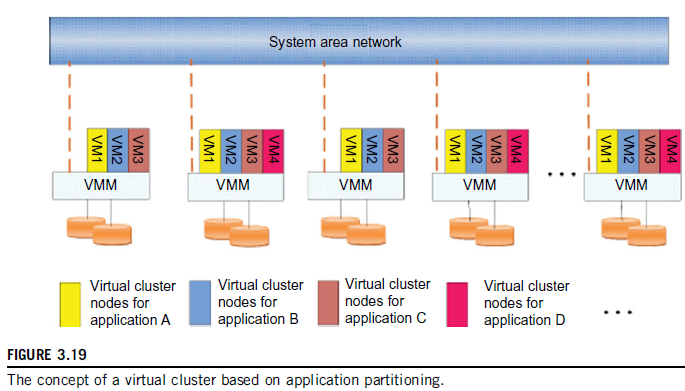 System area network
VM1 VM2 VM3
VM1 VM2 VM3 VM4
VM1 VM2 VM3
VM1 VM2 VM3 VM4
VM1 VM2 VM3 VM4
VMM VMM VMM VMM VMM
Virtual cluster
nodes for
application A
Virtual cluster
nodes for
application B
Virtual cluster
nodes for
application C
Virtual cluster
nodes for
application D
FIGURE 3.19
The concept of a virtual cluster based on application partitioning.